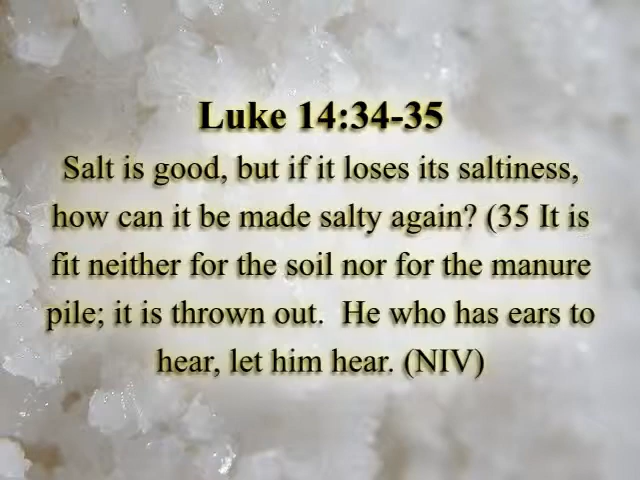 Luke 14:34-35
Salt is good, but if it loses its saltiness,
how can it be made salty again? (35 It is
fit neither for the soil nor for the manure
pile; it is thrown out.  He who has ears to
hear, let him hear. (NIV)